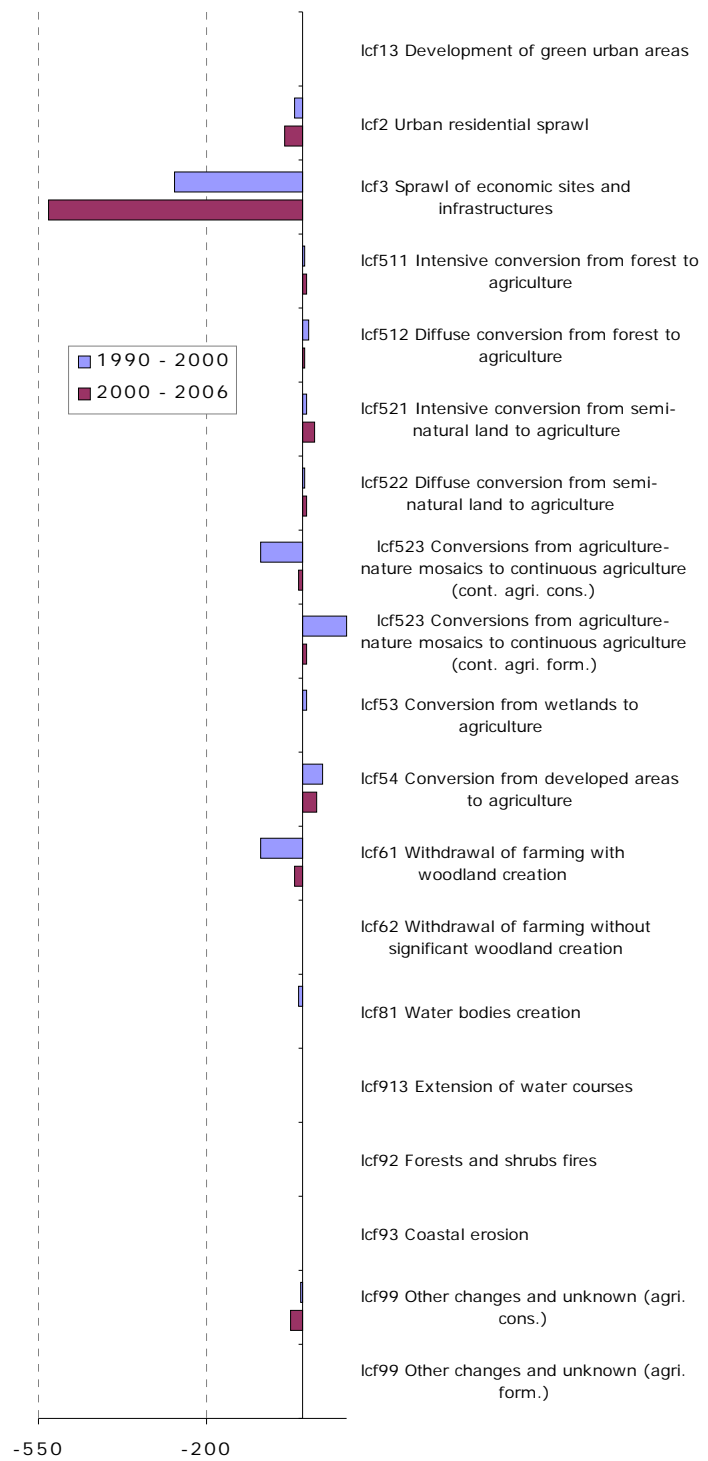 lcf13 Development of green urban areas
lcf2 Urban residential sprawl
lcf3 Sprawl of economic sites and
infrastructures
lcf511 Intensive conversion from forest to
agriculture
lcf512 Diffuse conversion from forest to
agriculture
1990 - 2000
2000 - 2006
lcf521 Intensive conversion from semi-
natural land to agriculture
lcf522 Diffuse conversion from semi-
natural land to agriculture
lcf523 Conversions from agriculture-
nature mosaics to continuous agriculture
(cont. agri. cons.)
lcf523 Conversions from agriculture-
nature mosaics to continuous agriculture
(cont. agri. form.)
lcf53 Conversion from wetlands to
agriculture
lcf54 Conversion from developed areas
to agriculture
lcf61 Withdrawal of farming with
woodland creation
lcf62 Withdrawal of farming without
significant woodland creation
lcf81 Water bodies creation
lcf913 Extension of water courses
lcf92 Forests and shrubs fires
lcf93 Coastal erosion
lcf99 Other changes and unknown (agri.
cons.)
lcf99 Other changes and unknown (agri.
form.)
-550 -200